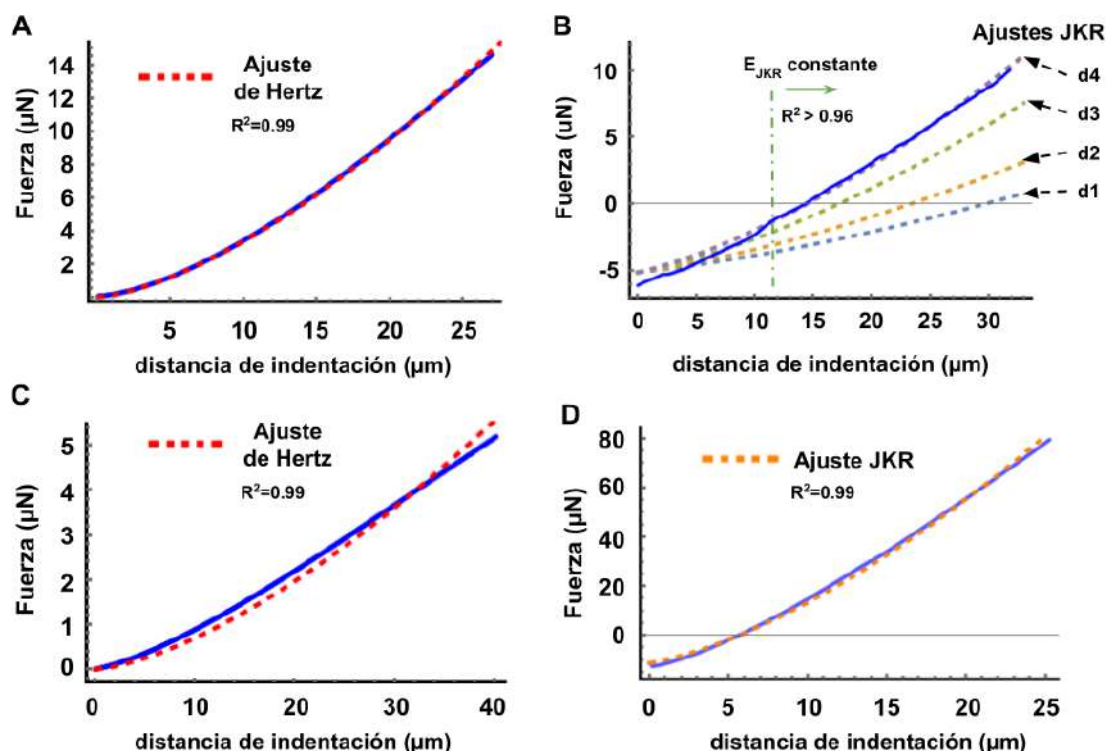 A
Fuerza (µN)
14
12
10
8
6
4
2
Ajuste
de Hertz
R²=0.99
5 10 15 20 25
distancia de indentación (µm)
B
Ajustes JKR
Fuerza (uN)
10
5
0
-5
E_JKR constante
R² > 0.96
d4
d3
d2
d1
0 5 10 15 20 25 30
distancia de indentación (µm)
C
Fuerza (µN)
5
4
3
2
1
0
Ajuste
de Hertz
R²=0.99
0 10 20 30 40
distancia de indentación (µm)
D
Fuerza (µN)
80
60
40
20
0
Ajuste JKR
R²=0.99
0 5 10 15 20 25
distancia de indentación (µm)